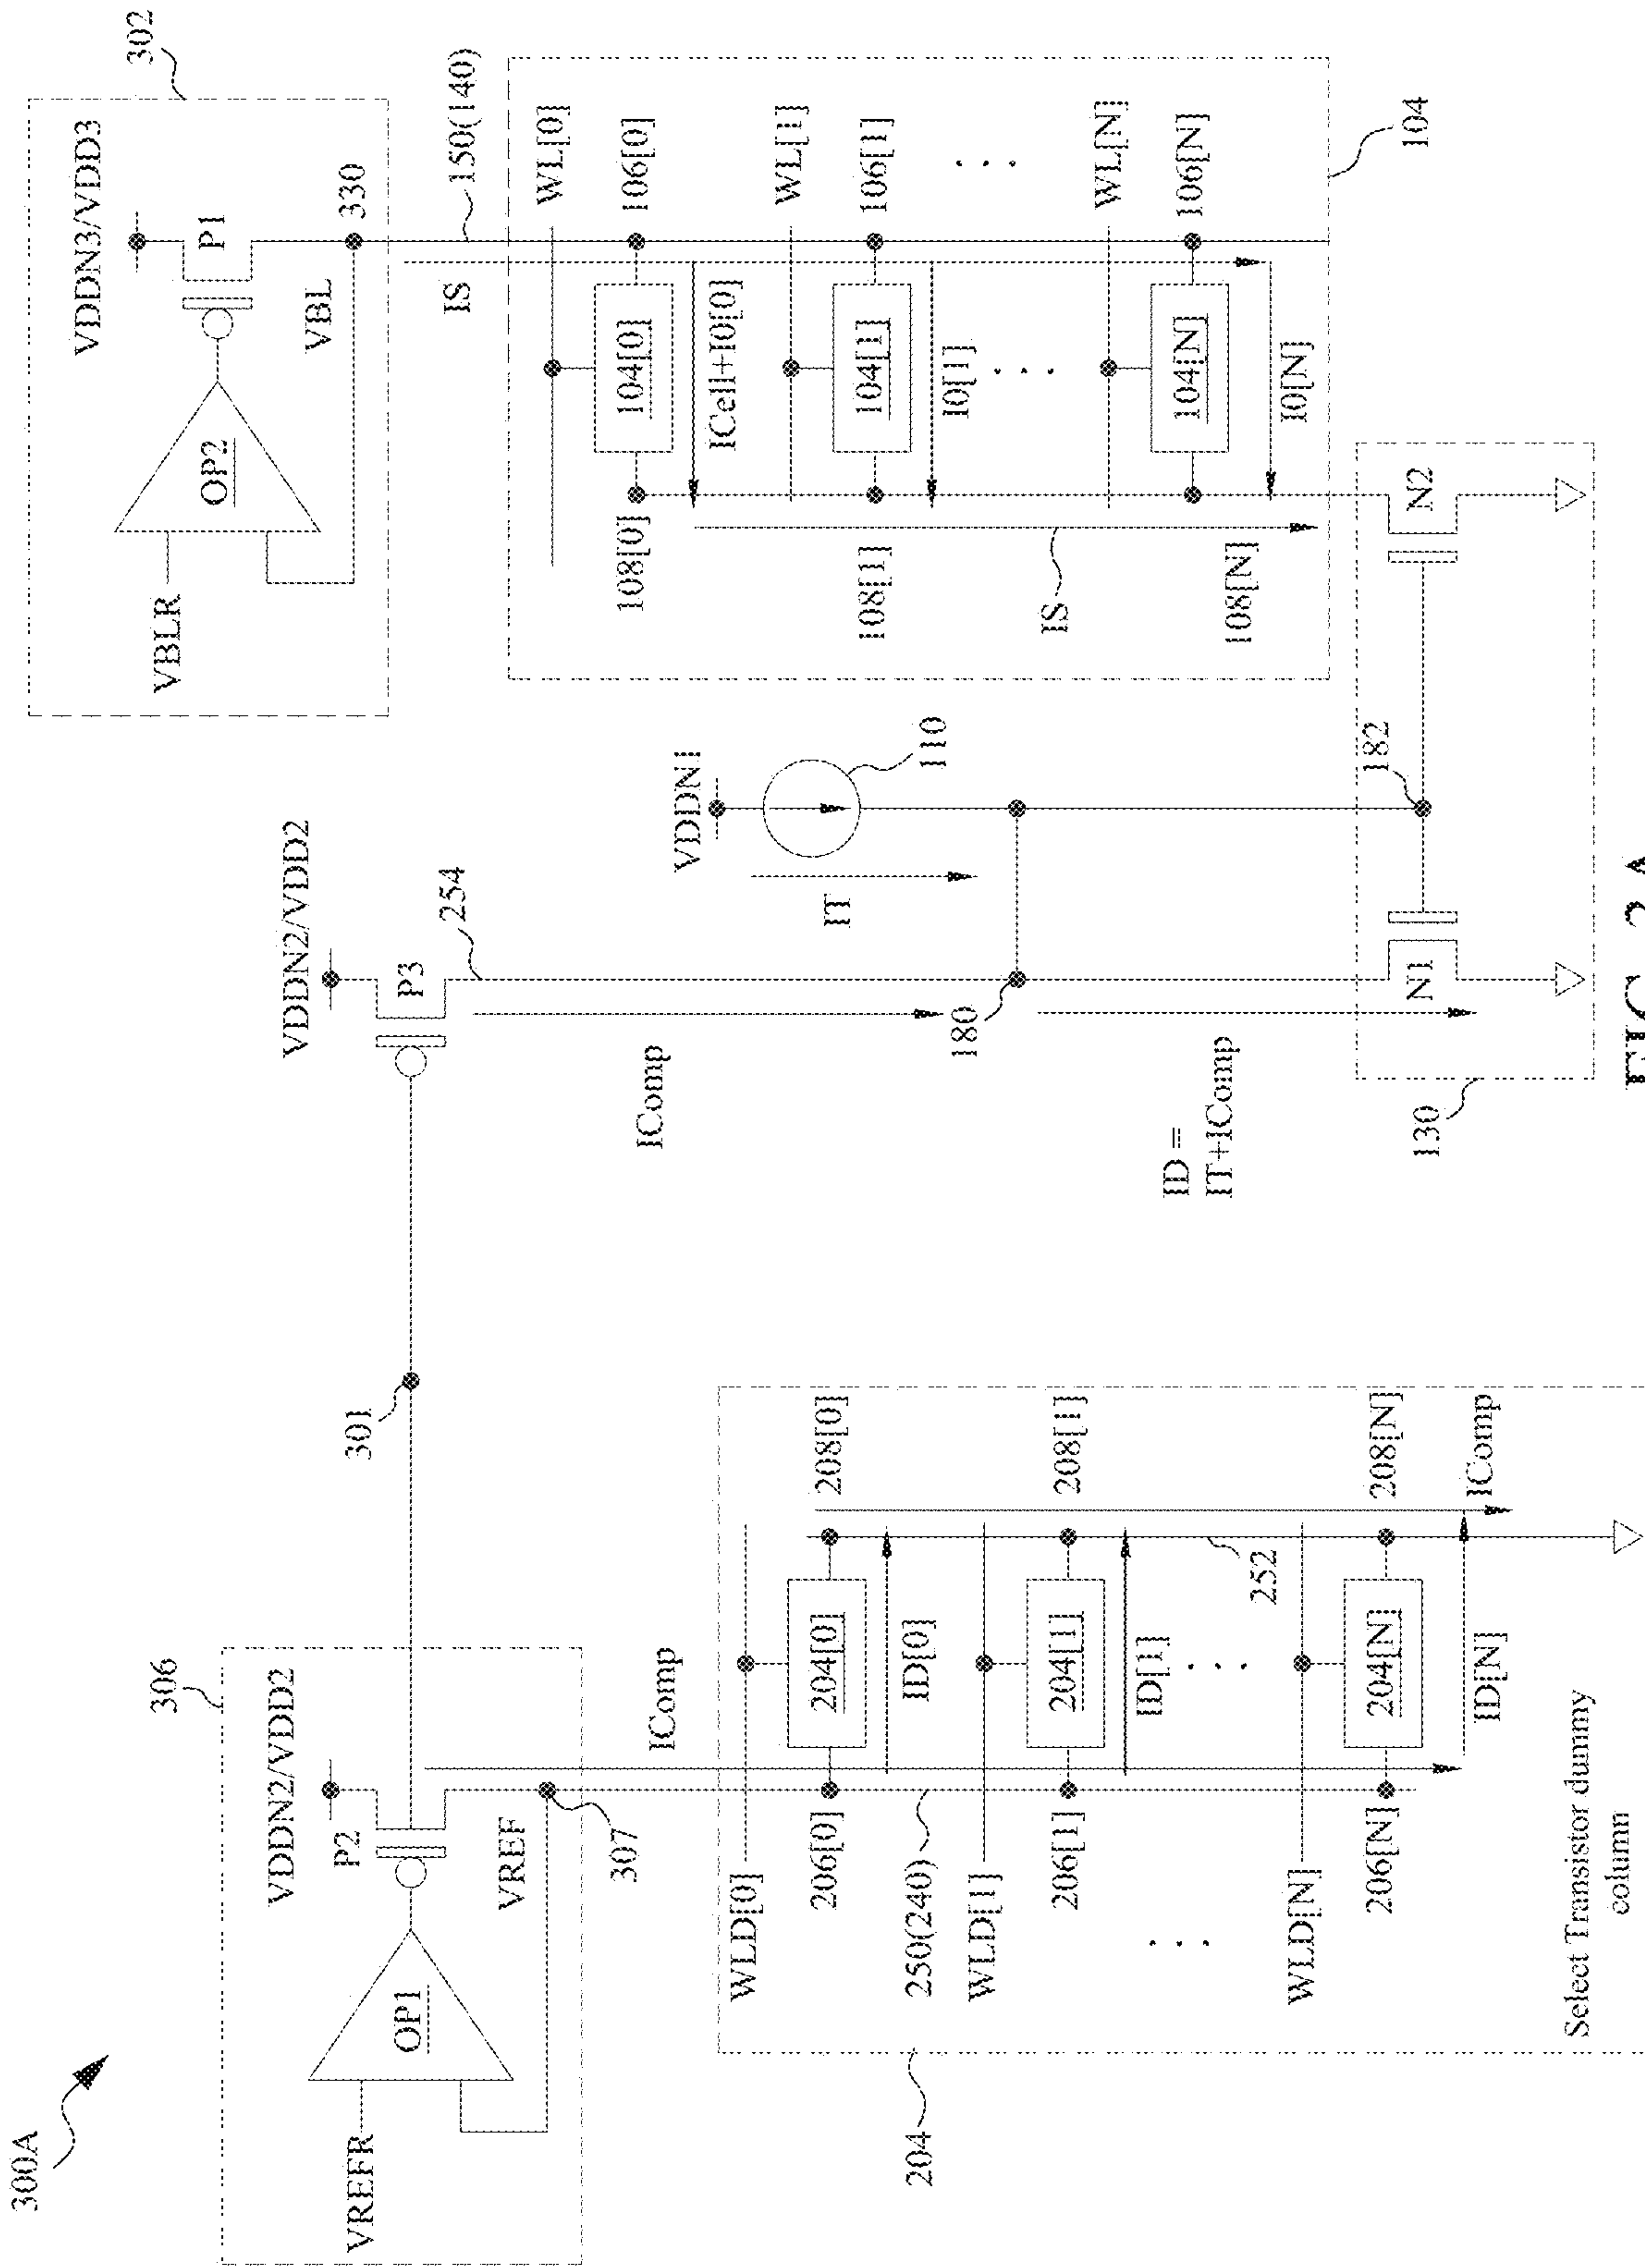 300A
306
VDDN2/VDD2
P2
OP1
VREFR
VREF
307
301
VDDN2/VDD2
P3
254
ICompp
VDDN1
110
IT
180
ID =
IT+IComp
182
130
N1
N2
302
VDDN3/VDD3
P1
OP2
VBLR
VBL
330
150(140)
IS
WL[0]
106[0]
104[0]
108[0]
ICell+I0[0]
WL[1]
106[1]
104[1]
108[1]
I0[1]
. . .
. . .
IS
WL[N]
106[N]
104[N]
108[N]
I0[N]
104
IComp
WLD[0]
206[0]
204[0]
208[0]
ID[0]
250(240)
WLD[1]
206[1]
204[1]
208[1]
ID[1]
. . .
. . .
252
WLD[N]
206[N]
204[N]
208[N]
ID[N]
IComp
204
Select Transistor dummy
column